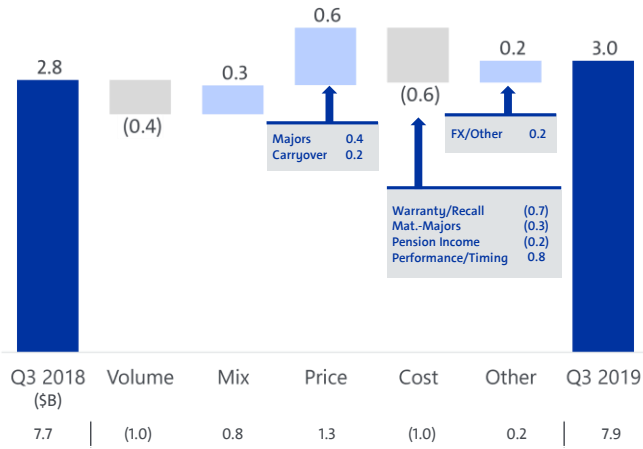 2.8
(0.4)
0.3
0.6
(0.6)
0.2
3.0
Majors 0.4
Carryover 0.2
FX/Other 0.2
Warranty/Recall (0.7)
Mat.-Majors (0.3)
Pension Income (0.2)
Performance/Timing 0.8
Q3 2018 Volume Mix Price Cost Other Q3 2019
($B)
7.7 (1.0) 0.8 1.3 (1.0) 0.2 7.9